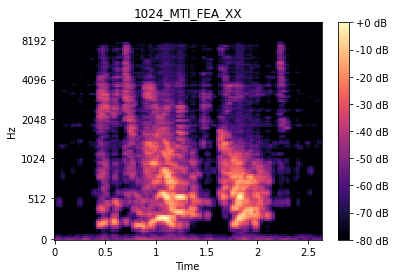 1024_MTI_FEA_XX
+0 dB
8192
-10 dB
4096
-20 dB
-30 dB
2048
Hz
-40 dB
1024
-50 dB
512
-60 dB
-70 dB
0
-80 dB
0 0.5 1 1.5 2 2.5
Time